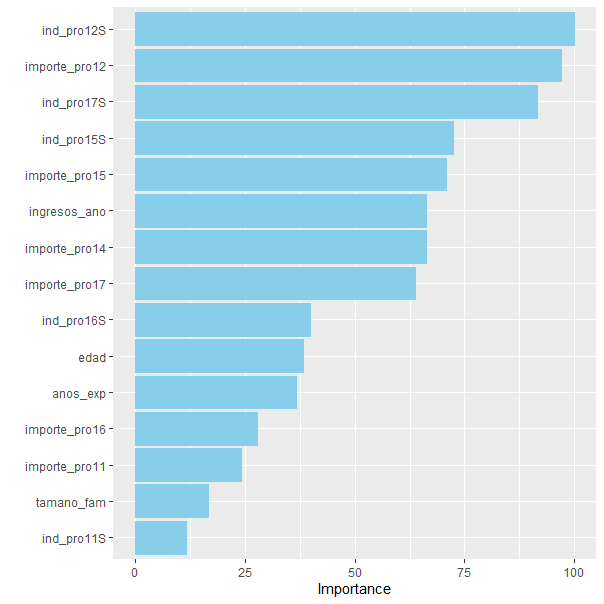 ind_pro12S
importe_pro12
ind_pro17S
ind_pro15S
importe_pro15
ingresos_ano
importe_pro14
importe_pro17
ind_pro16S
edad
anos_exp
importe_pro16
importe_pro11
tamano_fam
ind_pro11S
0 25 50 75 100
Importance